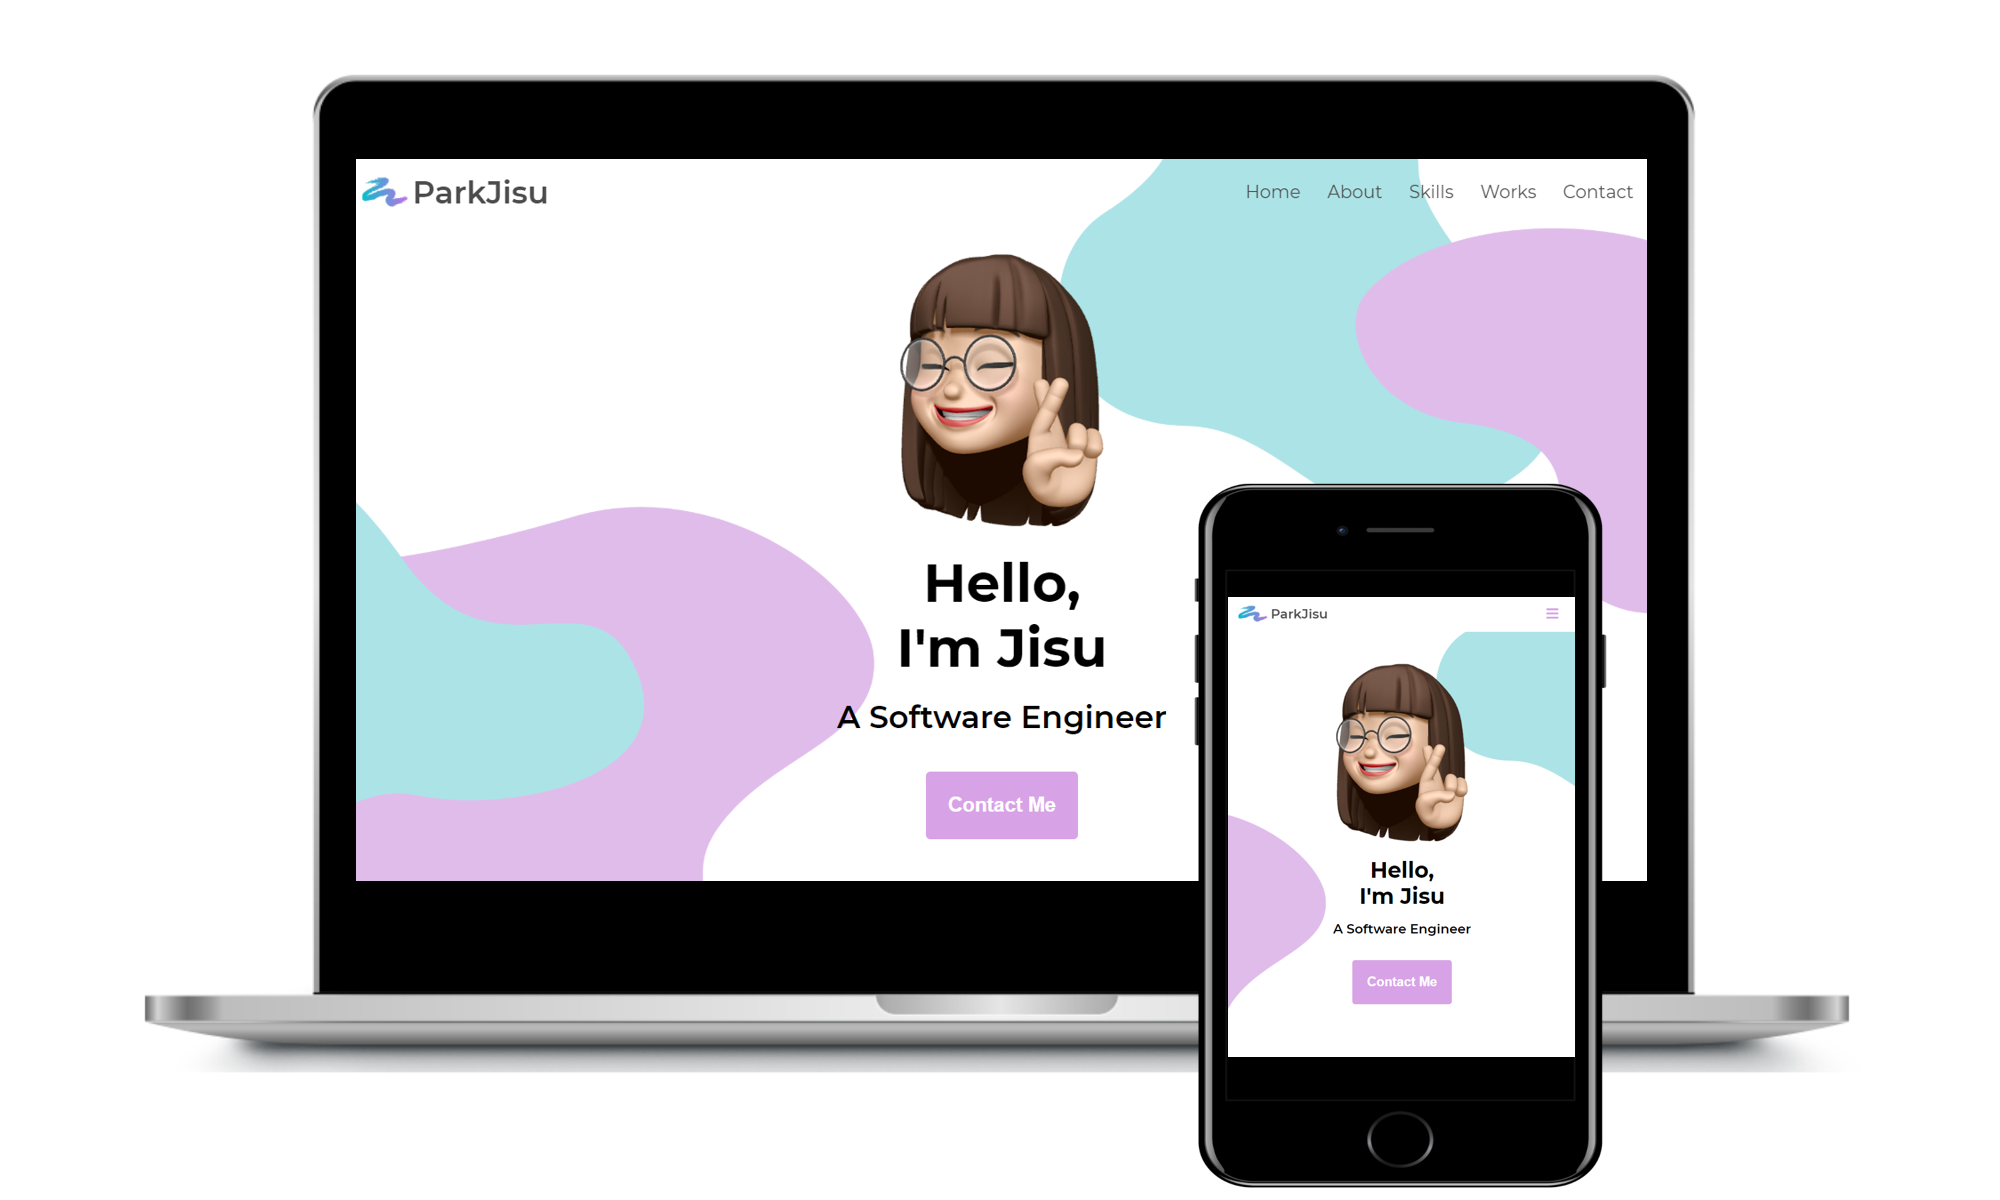 ParkJisu
Home About Skills Works Contact
Hello,
I'm Jisu
A Software Engineer
Contact Me
ParkJisu
Hello,
I'm Jisu
A Software Engineer
Contact Me